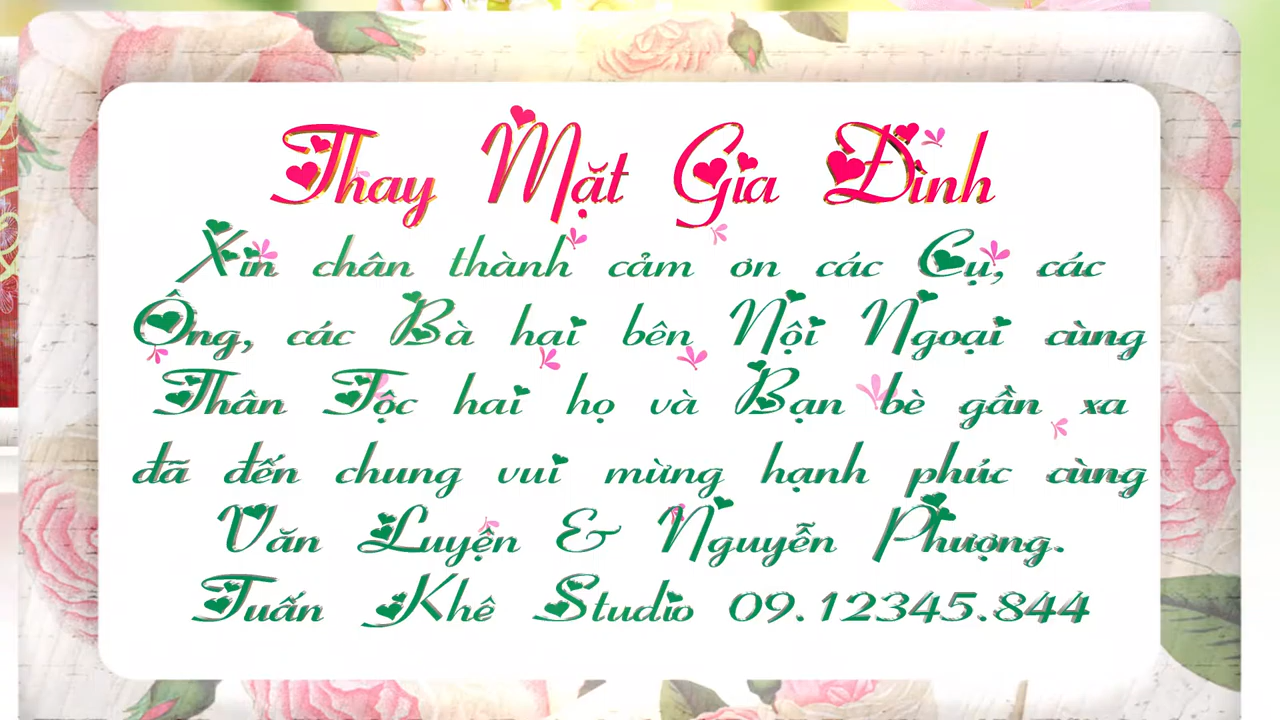 Thay Mặt Gia Đình
Xin chân thành cảm ơn các Cụ, các
Ông, các Bà hai bên Nội Ngoại cùng
Thân Tộc hai họ và Bạn bè gần xa
đã đến chung vui mừng hạnh phúc cùng
Văn Luyện & Nguyễn Phượng.
Tuấn Khê Studio 09.12345.844